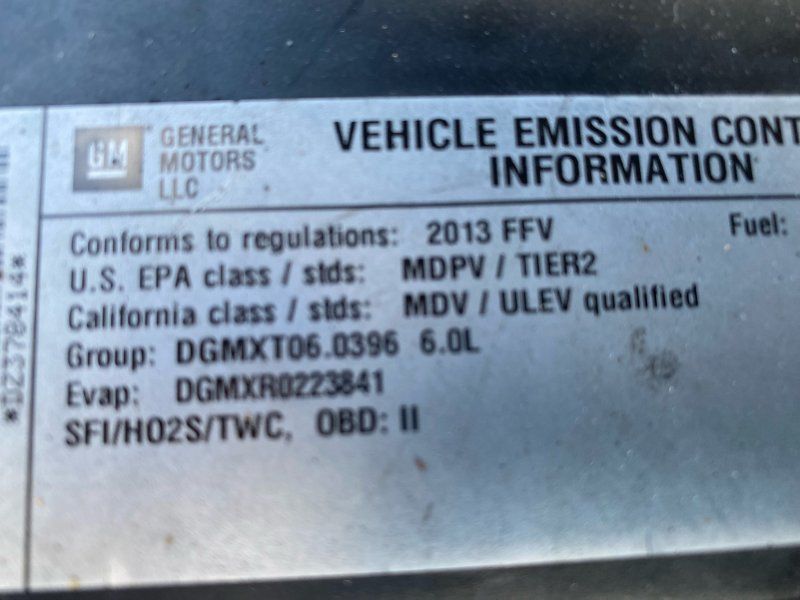 *DZ378414*
GM
GENERAL
MOTORS
LLC
VEHICLE EMISSION CONT
INFORMATION
Conforms to regulations: 2013 FFV
Fuel:
U.S. EPA class / stds: MDPV / TIER2
California class / stds: MDV / ULEV qualified
Group: DGMXT06.0396 6.0L
Evap: DGMXR0223841
SFI/HO2S/TWC, OBD: II